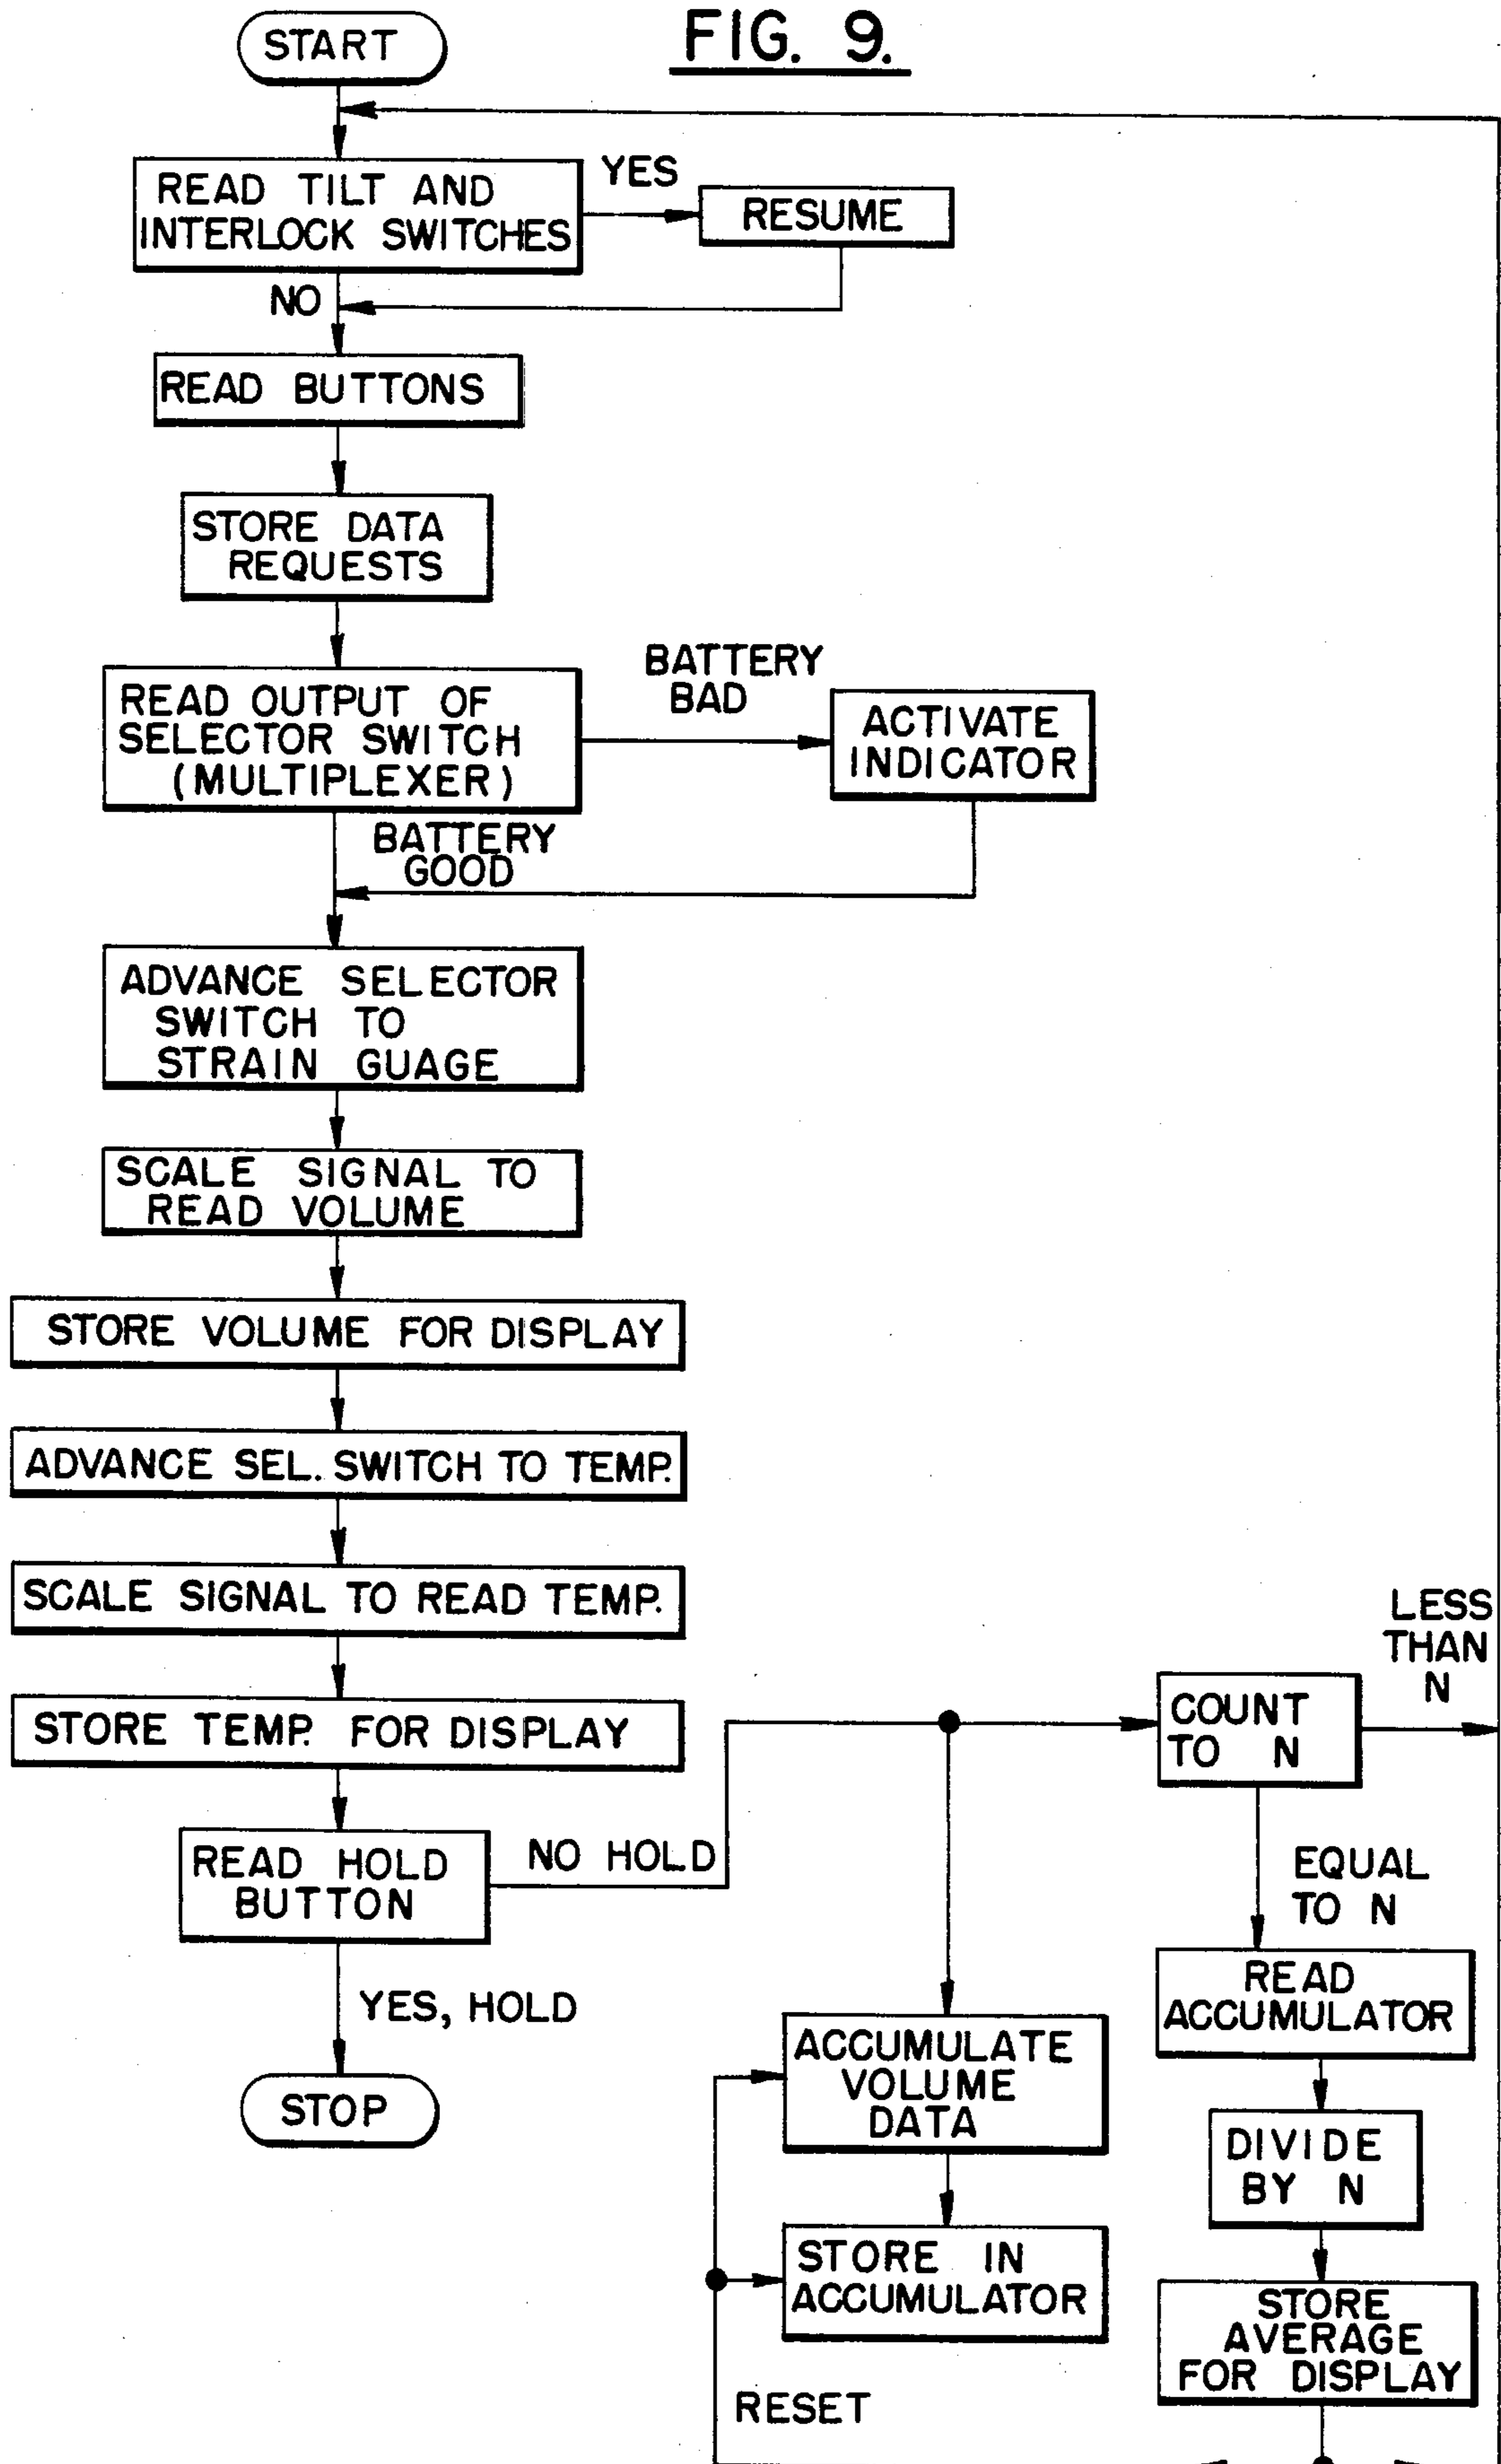 FIG. 9.
START
READ TILT AND
INTERLOCK SWITCHES
YES
RESUME
NO
READ BUTTONS
STORE DATA
REQUESTS
READ OUTPUT OF
SELECTOR SWITCH
(MULTIPLEXER)
BATTERY
BAD
ACTIVATE
INDICATOR
BATTERY
GOOD
ADVANCE SELECTOR
SWITCH TO
STRAIN GUAGE
SCALE SIGNAL TO
READ VOLUME
STORE VOLUME FOR DISPLAY
ADVANCE SEL. SWITCH TO TEMP.
SCALE SIGNAL TO READ TEMP.
STORE TEMP. FOR DISPLAY
READ HOLD
BUTTON
NO HOLD
YES, HOLD
STOP
COUNT
TO N
LESS
THAN
N
EQUAL
TO N
ACCUMULATE
VOLUME
DATA
STORE IN
ACCUMULATOR
RESET
READ
ACCUMULATOR
DIVIDE
BY N
STORE
AVERAGE
FOR DISPLAY